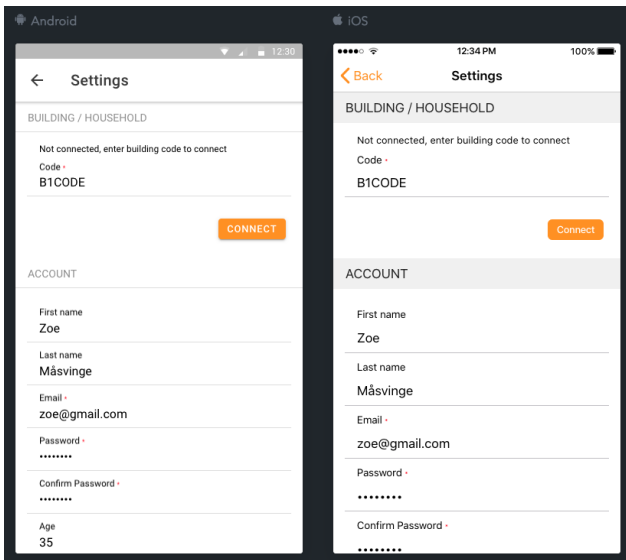 Android
12:30
Settings
BUILDING / HOUSEHOLD
Not connected, enter building code to connect
Code *
B1CODE
CONNECT
ACCOUNT
First name
Zoe
Last name
Måsvinge
Email *
zoe@gmail.com
Password *
••••••••
Confirm Password *
••••••••
Age
35
iOS
12:34 PM
100%
Back
Settings
BUILDING / HOUSEHOLD
Not connected, enter building code to connect
Code *
B1CODE
Connect
ACCOUNT
First name
Zoe
Last name
Måsvinge
Email *
zoe@gmail.com
Password *
••••••••
Confirm Password *
••••••••